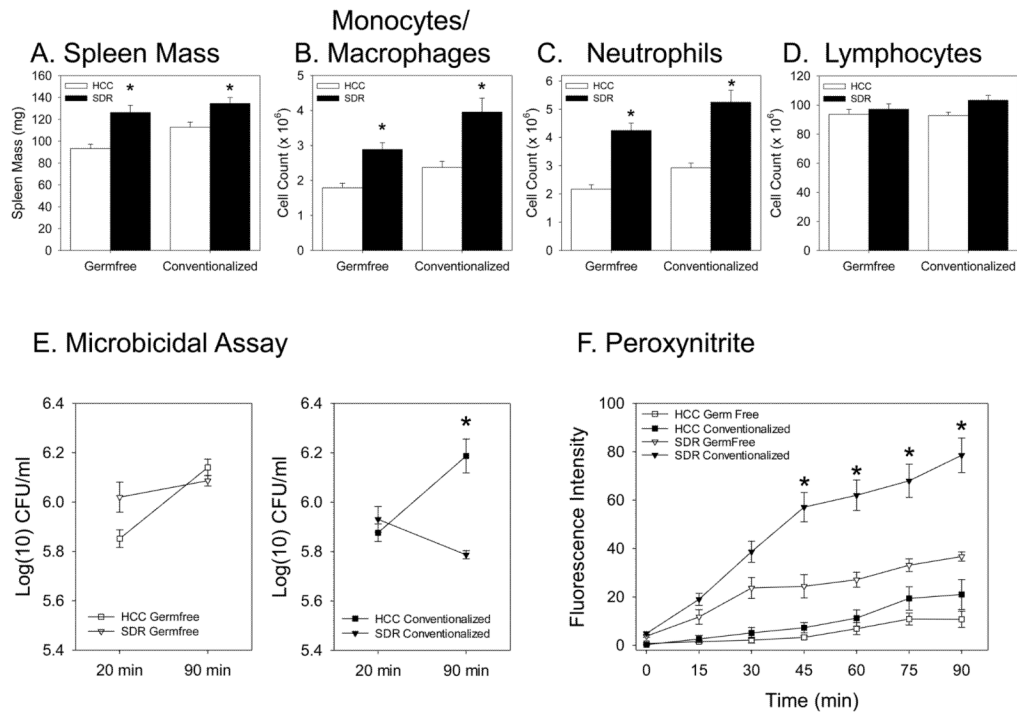 A. Spleen Mass
HCC
SDR
*
*
Spleen Mass (mg)
160
140
120
100
80
60
40
20
0
Germfree
Conventionalized
Monocytes/
B. Macrophages
HCC
SDR
*
*
Cell Count (x 10⁶)
5
4
3
2
1
0
Germfree
Conventionalized
C. Neutrophils
HCC
SDR
*
*
Cell Count (x 10⁶)
6
5
4
3
2
1
0
Germfree
Conventionalized
D. Lymphocytes
HCC
SDR
Cell Count (x 10⁶)
120
100
80
60
40
20
0
Germfree
Conventionalized
E. Microbicidal Assay
Log(10) CFU/ml
6.4
6.2
6.0
5.8
5.6
5.4
HCC Germfree
SDR Germfree
20 min
90 min
Log(10) CFU/ml
6.4
6.2
6.0
5.8
5.6
5.4
*
HCC Conventionalized
SDR Conventionalized
20 min
90 min
F. Peroxynitrite
Fluorescence Intensity
100
80
60
40
20
0
HCC Germ Free
HCC Conventionalized
SDR GermFree
SDR Conventionalized
*
*
*
*
0
15
30
45
60
75
90
Time (min)